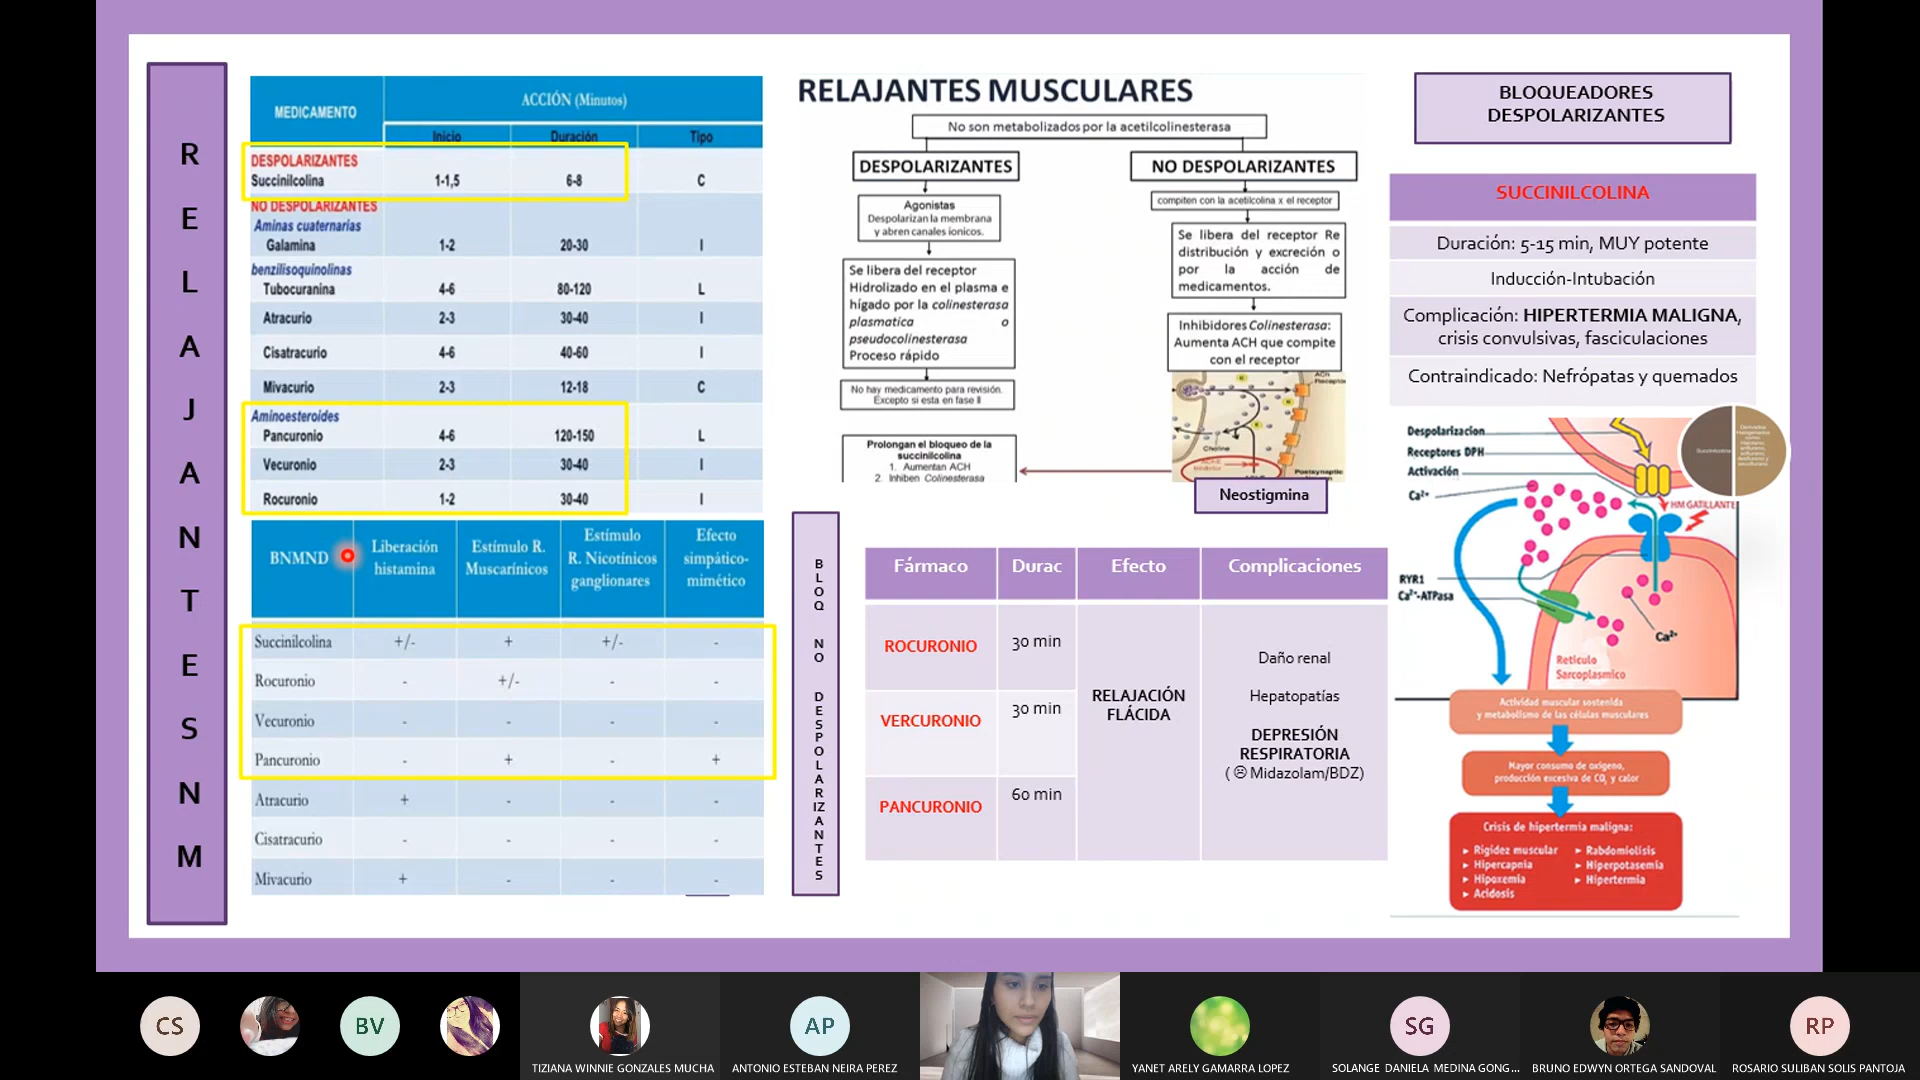 RELAJANTES NM
MEDICAMENTO
ACCIÓN (Minutos)
Inicio Duración Tipo
DESPOLARIZANTES
Succinilcolina 1-1,5 6-8 C
NO DESPOLARIZANTES
Aminas cuaternarias
Galamina 1-2 20-30 I
benzilisoquinolinas
Tubocuranina 4-6 80-120 L
Atracurio 2-3 30-40 I
Cisatracurio 4-6 40-60 I
Mivacurio 2-3 12-18 C
Aminoesteroides
Pancuronio 4-6 120-150 L
Vecuronio 2-3 30-40 I
Rocuronio 1-2 30-40 I
BNMND
Liberación
histamina
Estímulo R.
Muscarínicos
Estímulo
R. Nicotínicos
ganglionares
Efecto
simpático-
mimético
Succinilcolina +/- + +/- -
Rocuronio - +/- - -
Vecuronio - - - -
Pancuronio - + - +
Atracurio + - - -
Cisatracurio - - - -
Mivacurio + - - -
RELAJANTES MUSCULARES
No son metabolizados por la acetilcolinesterasa
DESPOLARIZANTES
Agonistas
Despolarizan la membrana
y abren canales ionicos.
Se libera del receptor
Hidrolizado en el plasma e
hígado por la colinesterasa
plasmatica o
pseudocolinesterasa
Proceso rápido
No hay medicamento para revisión.
Excepto si esta en fase II
Prolongan el bloqueo de la
succinilcolina
1. Aumentan ACH
2. Inhiben Colinesterasa
NO DESPOLARIZANTES
compiten con la acetilcolina x el receptor
Se libera del receptor Re
distribución y excreción o
por la acción de
medicamentos.
Inhibidores Colinesterasa:
Aumenta ACH que compite
con el receptor
Choline
Postsynaptic
Neostigmina
BLOQ NO DESPOLARIZANTES
Fármaco Durac Efecto Complicaciones
ROCURONIO 30 min
VERCURONIO 30 min
PANCURONIO 60 min
RELAJACIÓN
FLÁCIDA
Daño renal
Hepatopatías
DEPRESIÓN
RESPIRATORIA
( ☹ Midazolam/BDZ)
BLOQUEADORES
DESPOLARIZANTES
SUCCINILCOLINA
Duración: 5-15 min, MUY potente
Inducción-Intubación
Complicación: HIPERTERMIA MALIGNA,
crisis convulsivas, fasciculaciones
Contraindicado: Nefrópatas y quemados
Despolarizacion
Receptores DPH
Activación
Ca²⁺
HM GATILLANTE
RYR1
Ca²⁺-ATPasa
Ca²⁺
Retículo
Sarcoplasmico
Actividad muscular sostenida
y metabolismo de las células musculares
Mayor consumo de oxígeno,
producción excesiva de CO₂ y calor
Crisis de hipertermia maligna:
Rigidez muscular
Hipercapnia
Hipoxemia
Acidosis
Rabdomiolisis
Hiperpotasemia
Hipertermia
CS
BV
AP
SG
RP
TIZIANA WINNIE GONZALES MUCHA
ANTONIO ESTEBAN NEIRA PEREZ
YANET ARELY GAMARRA LOPEZ
SOLANGE DANIELA MEDINA GONG...
BRUNO EDWYN ORTEGA SANDOVAL
ROSARIO SULIBAN SOLIS PANTOJA